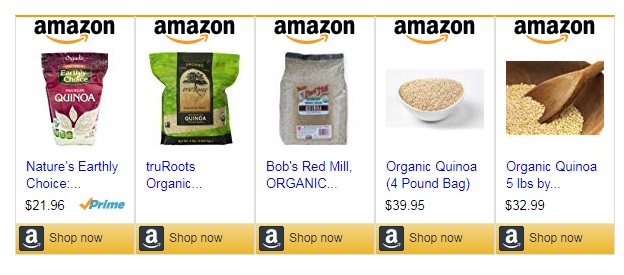 amazon
amazon
amazon
amazon
amazon
Organic
Nature's
Earthly
Choice
PREMIUM
QUINOA
ORGANIC
truRoots
QUINOA
Bob's
Red Mill
QUINOA
Nature's Earthly
Choice:...
$21.96
Prime
truRoots
Organic...
Bob's Red Mill,
ORGANIC...
Organic Quinoa
(4 Pound Bag)
$39.95
Organic Quinoa
5 lbs by...
$32.99
a Shop now
a Shop now
a Shop now
a Shop now
a Shop now